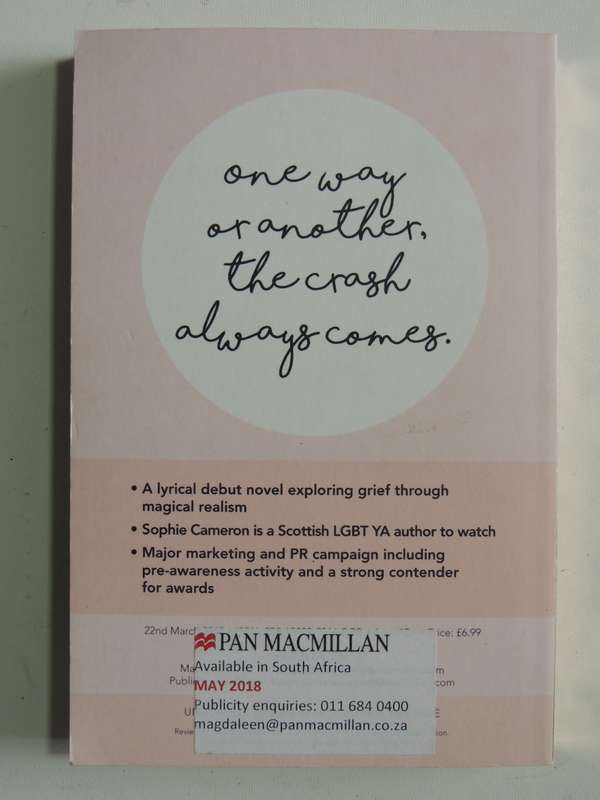 one way
or another,
the crash
always comes.
• A lyrical debut novel exploring grief through
magical realism
• Sophie Cameron is a Scottish LGBT YA author to watch
• Major marketing and PR campaign including
pre-awareness activity and a strong contender
for awards
22nd March £6.99
PAN MACMILLAN
Available in South Africa
MAY 2018
Publicity enquiries: 011 684 0400
magdaleen@panmacmillan.co.za